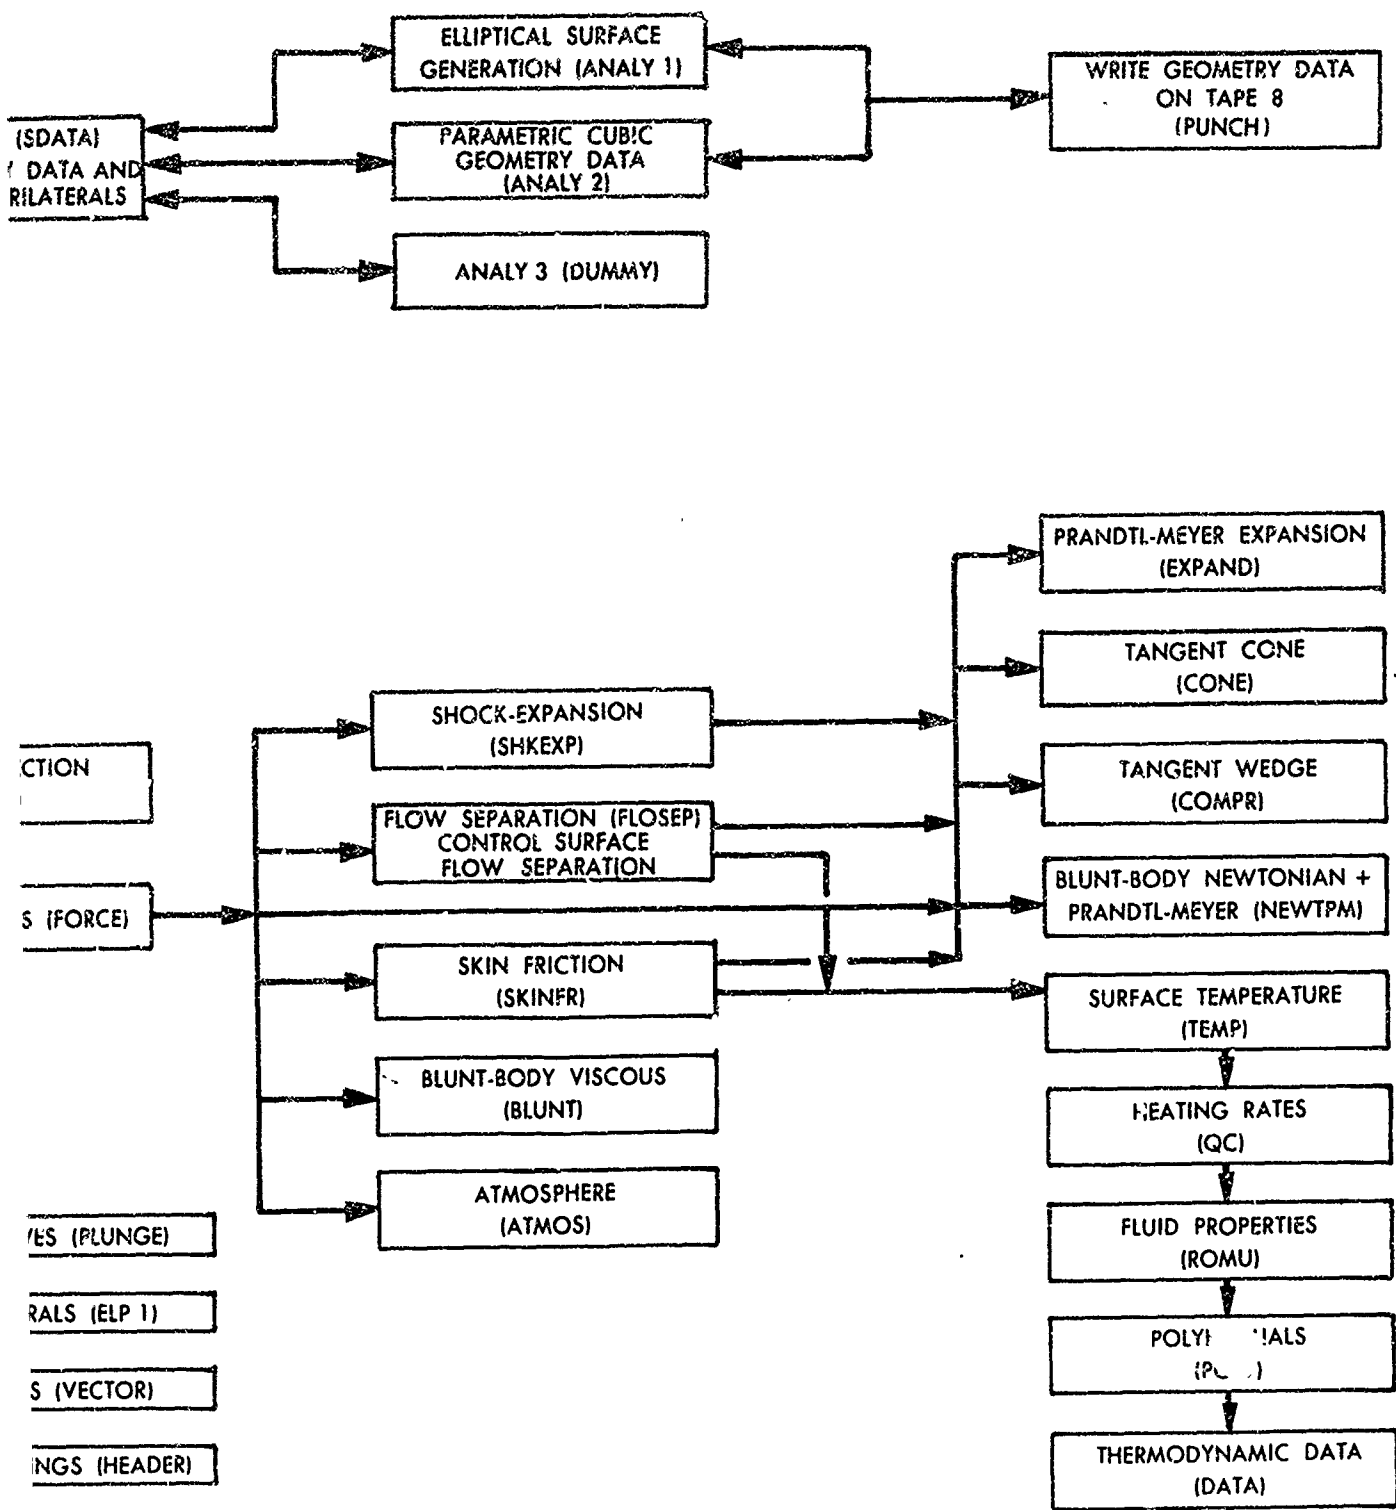 ELLIPTICAL SURFACE
GENERATION (ANALY 1)
WRITE GEOMETRY DATA
ON TAPE 8
(PUNCH)
(SDATA)
DATA AND
RILATERALS
PARAMETRIC CUBIC
GEOMETRY DATA
(ANALY 2)
ANALY 3 (DUMMY)
PRANDTL-MEYER EXPANSION
(EXPAND)
TANGENT CONE
(CONE)
SHOCK-EXPANSION
(SHKEXP)
CTION
TANGENT WEDGE
(COMPR)
FLOW SEPARATION (FLOSEP)
CONTROL SURFACE
FLOW SEPARATION
BLUNT-BODY NEWTONIAN +
PRANDTL-MEYER (NEWTPM)
S (FORCE)
SKIN FRICTION
(SKINFR)
SURFACE TEMPERATURE
(TEMP)
BLUNT-BODY VISCOUS
(BLUNT)
HEATING RATES
(QC)
ATMOSPHERE
(ATMOS)
FLUID PROPERTIES
(ROMU)
VES (PLUNGE)
RALS (ELP 1)
S (VECTOR)
INGS (HEADER)
THERMODYNAMIC DATA
(DATA)